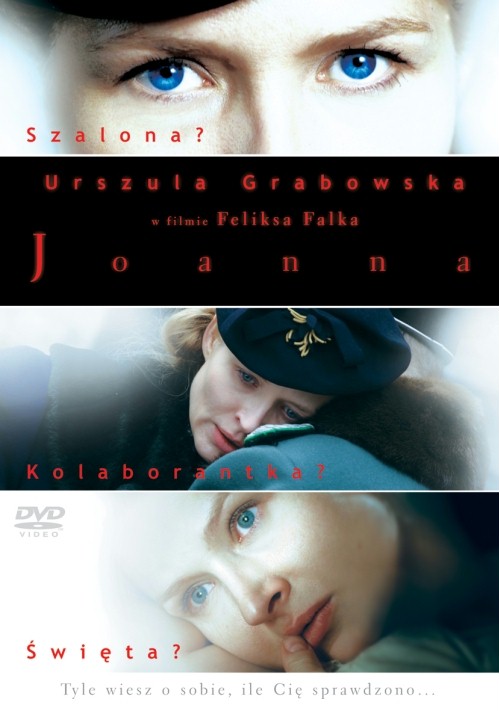 Szalona?
Urszula Grabowska
w filmie Feliksa Falka
Joanna
Kolaborantka?
DVD
VIDEO
Święta?
Tyle wiesz o sobie, ile Cię sprawdzono...